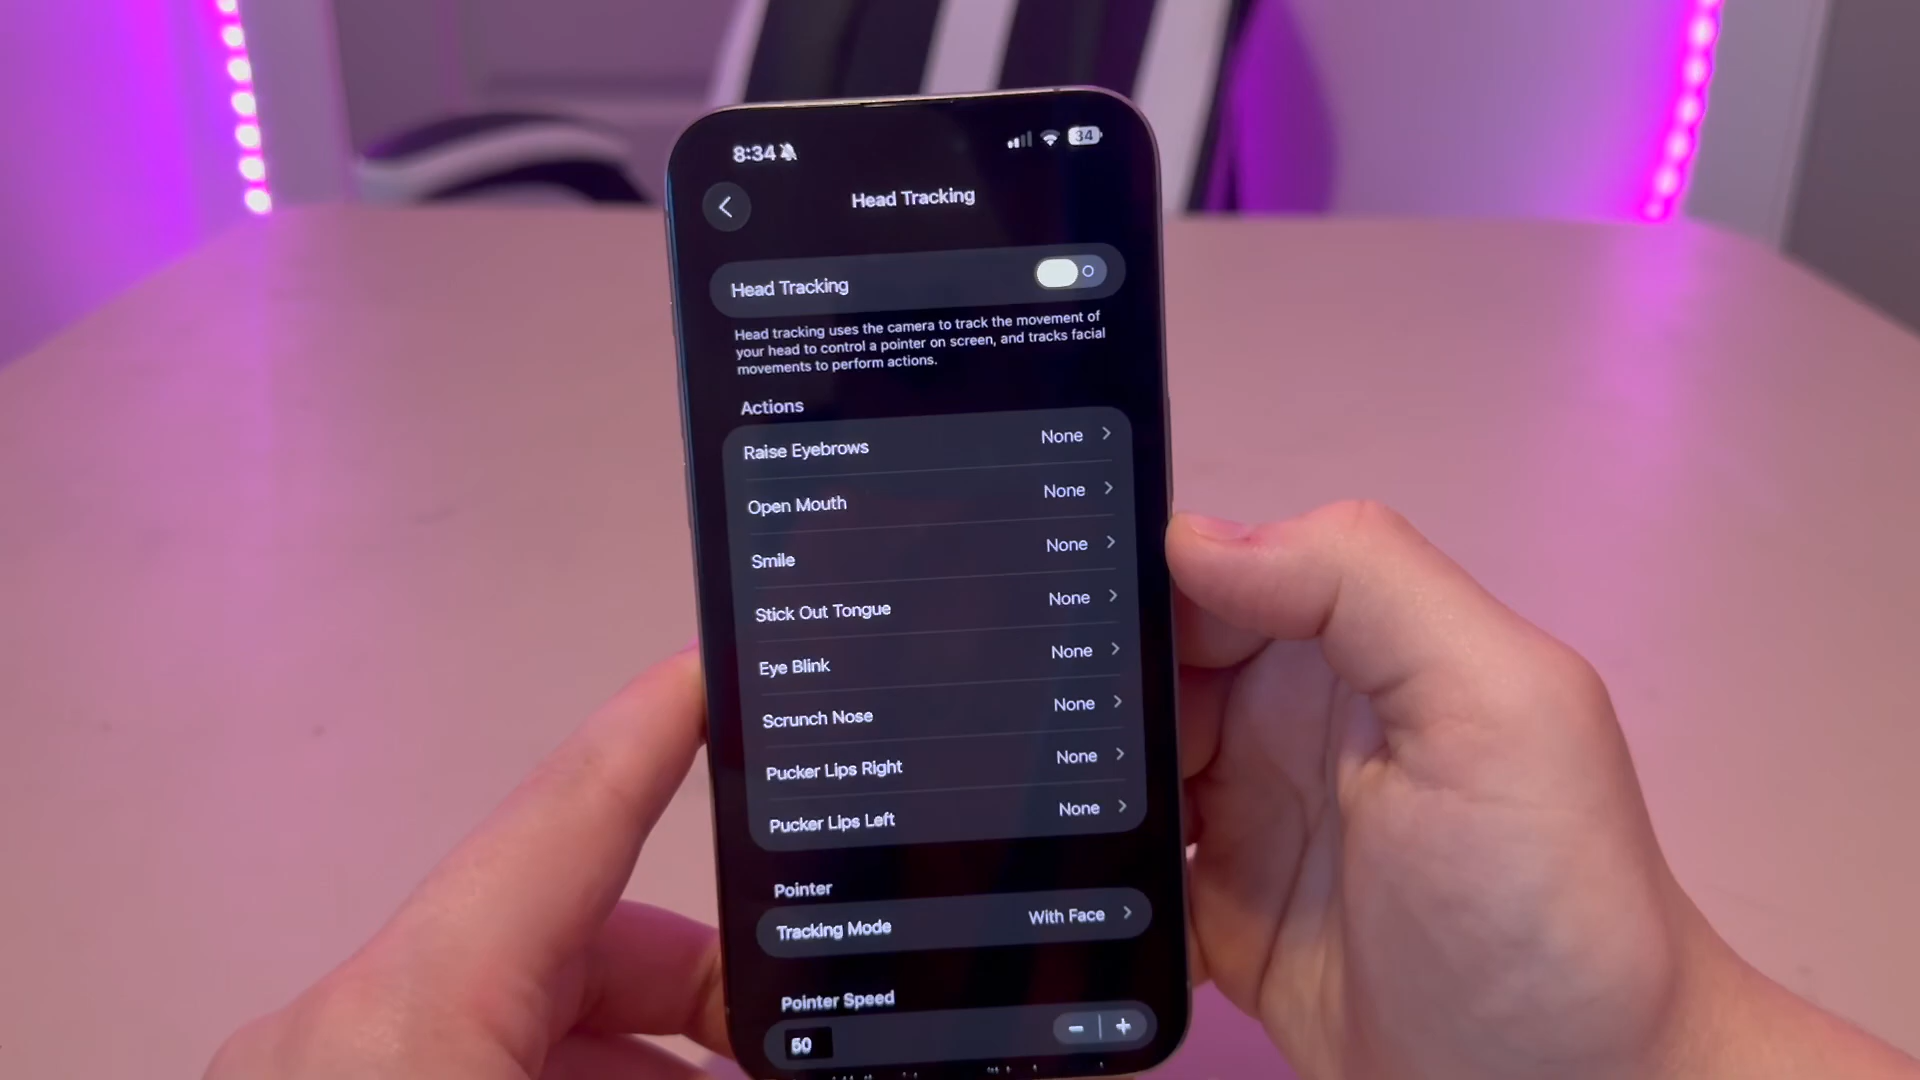 8:34
34
Head Tracking
Head Tracking
Head tracking uses the camera to track the movement of
your head to control a pointer on screen, and tracks facial
movements to perform actions.
Actions
Raise Eyebrows None
Open Mouth None
Smile None
Stick Out Tongue None
Eye Blink None
Scrunch Nose None
Pucker Lips Right None
Pucker Lips Left None
Pointer
Tracking Mode With Face
Pointer Speed
50 − +